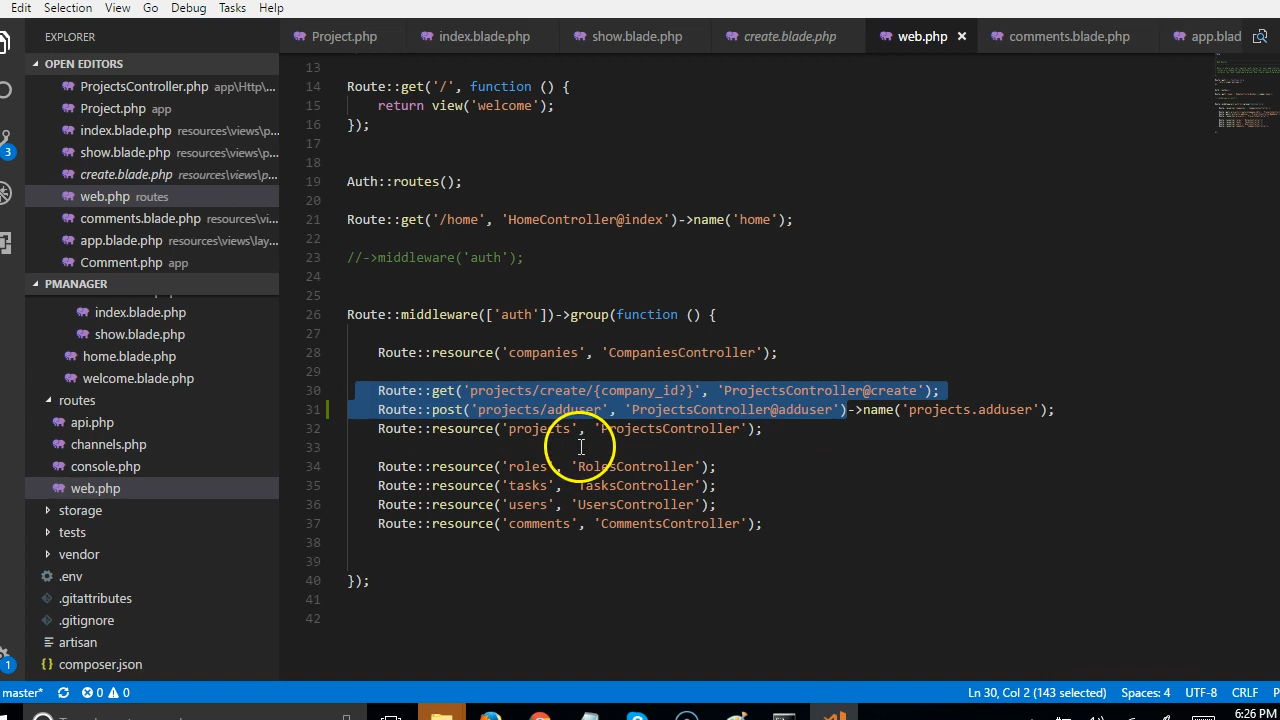 Edit Selection View Go Debug Tasks Help
EXPLORER
Project.php index.blade.php show.blade.php create.blade.php web.php comments.blade.php app.blad
OPEN EDITORS
ProjectsController.php app\Http\...
Project.php app
index.blade.php resources\views\p...
show.blade.php resources\views\p...
create.blade.php resources\views\p...
web.php routes
comments.blade.php resources\vi...
app.blade.php resources\views\lay...
Comment.php app
PMANAGER
index.blade.php
show.blade.php
home.blade.php
welcome.blade.php
routes
api.php
channels.php
console.php
web.php
storage
tests
vendor
.env
.gitattributes
.gitignore
artisan
composer.json
3
1
13
14 Route::get('/', function () {
15 return view('welcome');
16 });
17
18
19 Auth::routes();
20
21 Route::get('/home', 'HomeController@index')->name('home');
22
23 //->middleware('auth');
24
25
26 Route::middleware(['auth'])->group(function () {
27
28 Route::resource('companies', 'CompaniesController');
29
30 Route::get('projects/create/{company_id?}', 'ProjectsController@create');
31 Route::post('projects/adduser', 'ProjectsController@adduser')->name('projects.adduser');
32 Route::resource('projects', 'ProjectsController');
33
34 Route::resource('roles', 'RolesController');
35 Route::resource('tasks', 'TasksController');
36 Route::resource('users', 'UsersController');
37 Route::resource('comments', 'CommentsController');
38
39
40 });
41
42
master* 0 0 Ln 30, Col 2 (143 selected) Spaces: 4 UTF-8 CRLF P
6:26 PM